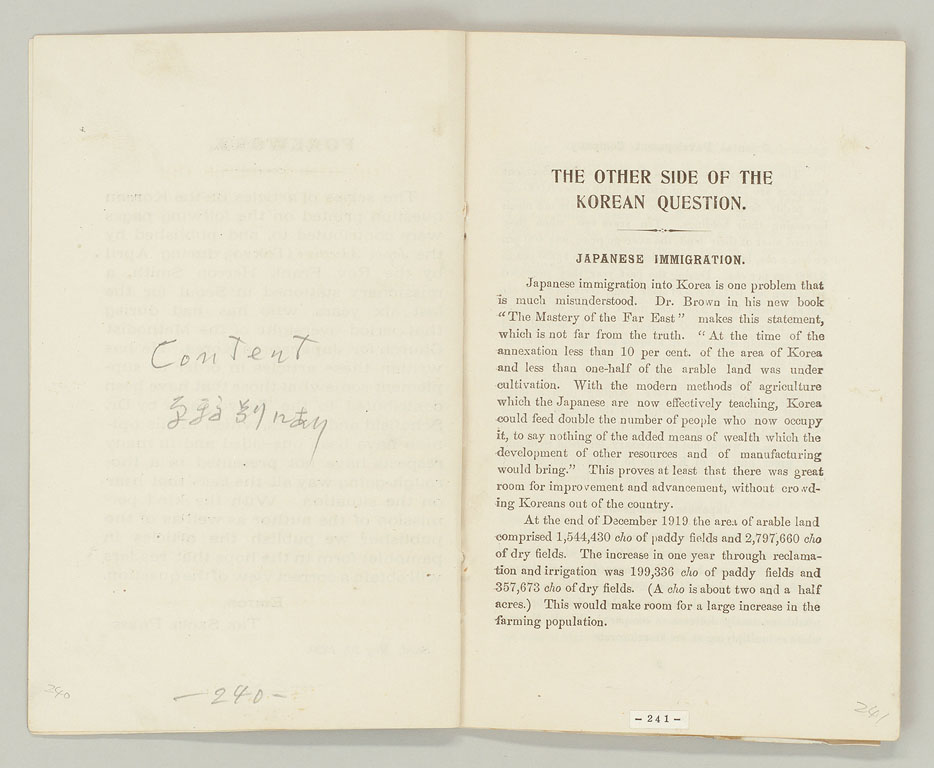 Content
別にあり
240
—240—
THE OTHER SIDE OF THE
KOREAN QUESTION.
JAPANESE IMMIGRATION.
Japanese immigration into Korea is one problem that
is much misunderstood. Dr. Brown in his new book
“The Mastery of the Far East” makes this statement,
which is not far from the truth. “At the time of the
annexation less than 10 per cent. of the area of Korea
and less than one-half of the arable land was under
cultivation. With the modern methods of agriculture
which the Japanese are now effectively teaching, Korea
could feed double the number of people who now occupy
it, to say nothing of the added means of wealth which the
development of other resources and of manufacturing
would bring.” This proves at least that there was great
room for improvement and advancement, without crowd-
ing Koreans out of the country.
At the end of December 1919 the area of arable land
comprised 1,544,430 cho of paddy fields and 2,797,660 cho
of dry fields. The increase in one year through reclama-
tion and irrigation was 199,336 cho of paddy fields and
357,673 cho of dry fields. (A cho is about two and a half
acres.) This would make room for a large increase in the
farming population.
— 241 —
241